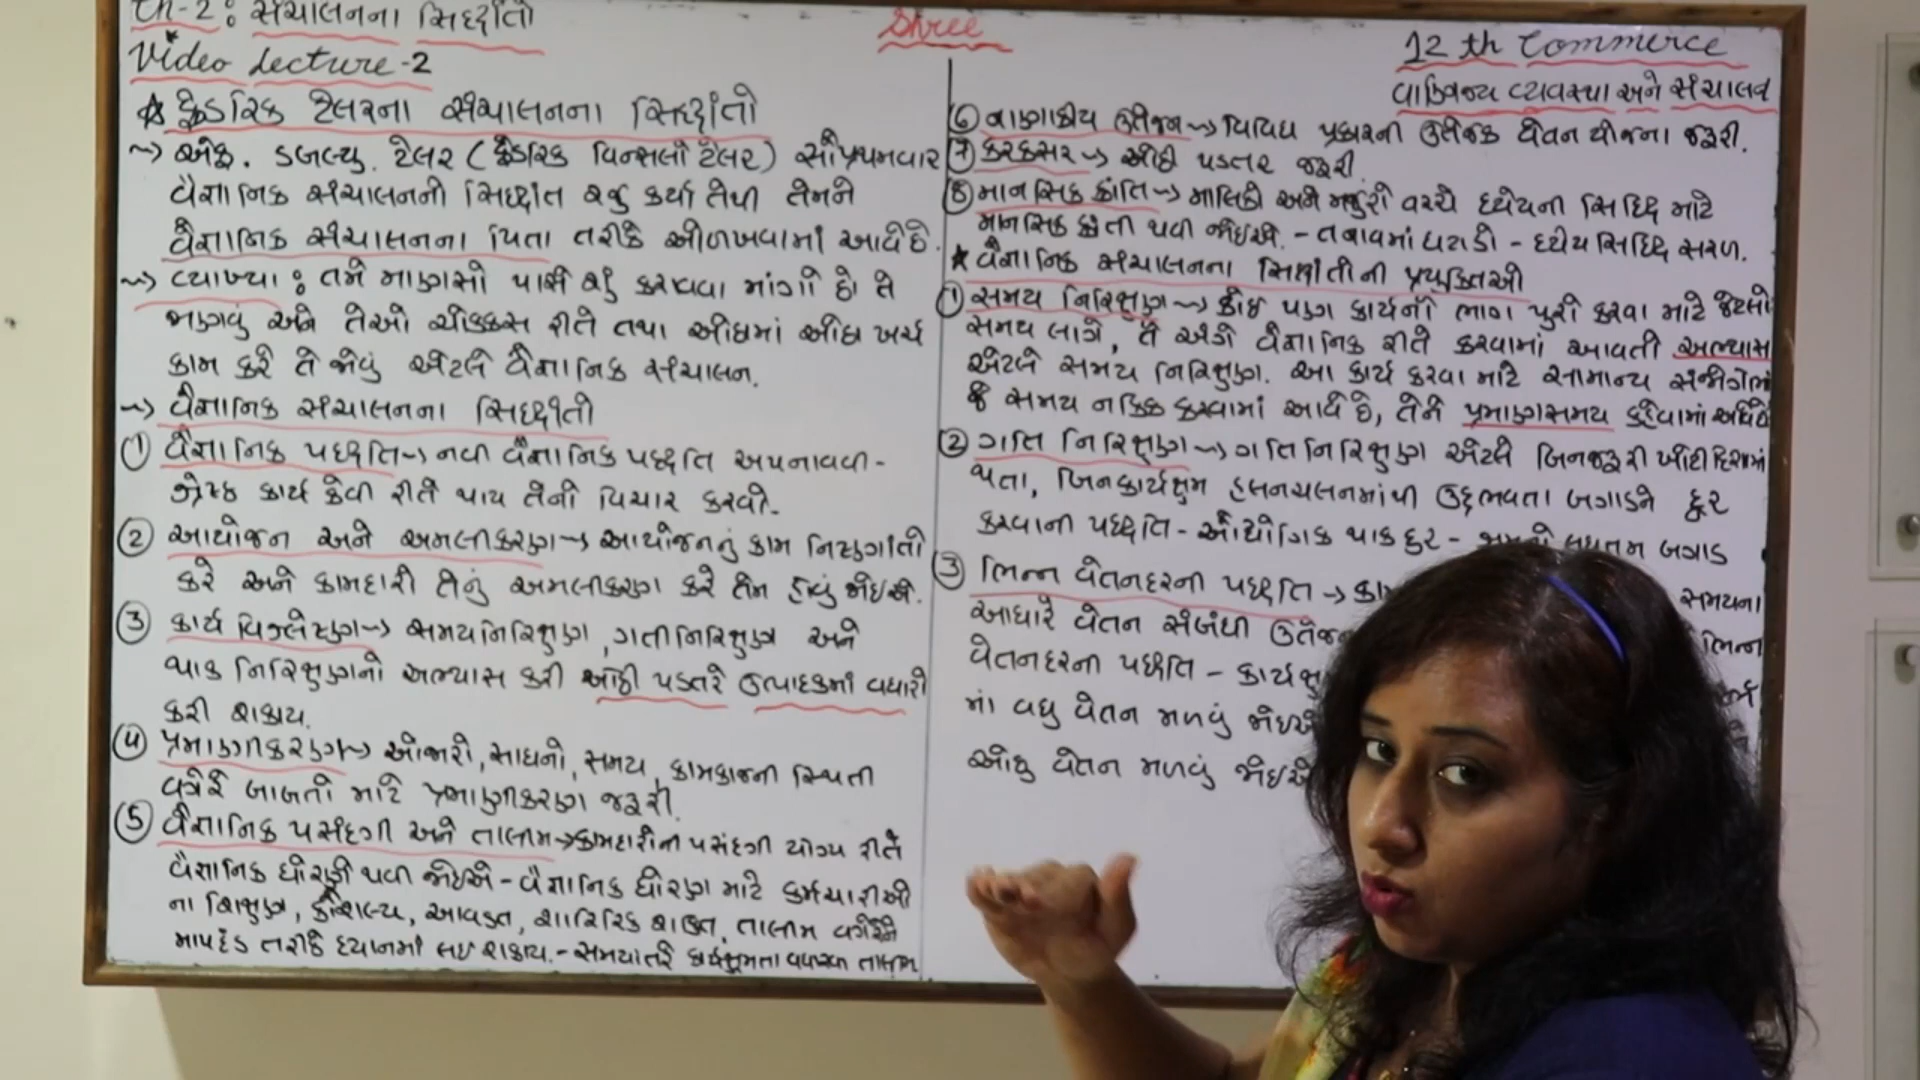 Ch-2: સંચાલનના સિદ્ધાંતો
Video Lecture-2
Shree
12 th Commerce
વાણિજ્ય વ્યવસ્થા અને સંચાલન
* ફ્રેડરિક ટેલરના સંચાલનના સિદ્ધાંતો
~> એફ. ડબલ્યુ. ટેલર (ફ્રેડરિક વિન્સલો ટેલર) સૌપ્રથમવાર
વૈજ્ઞાનિક સંચાલનની સિદ્ધાંત રજુ કર્યા તેથી તેમને
વૈજ્ઞાનિક સંચાલનના પિતા તરીકે ઓળખવામાં આવે છે.
~> વ્યાખ્યા : તમે માણસો પાસે શું કરાવવા માંગો છો તે
જાણવું અને તેઓ ચોક્કસ રીતે તથા ઓછામાં ઓછા ખર્ચે
કામ કરે તે જોવું એટલે વૈજ્ઞાનિક સંચાલન.
~> વૈજ્ઞાનિક સંચાલનના સિદ્ધાંતો
① વૈજ્ઞાનિક પદ્ધતિ ~> નવી વૈજ્ઞાનિક પદ્ધતિ અપનાવવી -
શ્રેષ્ઠ કાર્ય કેવી રીતે થાય તેનો વિચાર કરવો.
② આયોજન અને અમલીકરણ ~> આયોજનનું કામ નિષ્ણાતો
કરે અને કામદારો તેનું અમલીકરણ કરે તેમ હોવું જોઇએ.
③ કાર્ય વિશ્લેષણ ~> સમયનિરિક્ષણ, ગતીનિરિક્ષણ અને
થાક નિરિક્ષણનો અભ્યાસ કરી ઓછી પડતરે ઉત્પાદકમાં વધારો
કરી શકાય.
④ પ્રમાણીકરણ ~> ઓજારો, સાધનો, સમય, કામકાજની સ્થિતી
વગેરે બાબતો માટે પ્રમાણીકરણ જરૂરી.
⑤ વૈજ્ઞાનિક પસંદગી અને તાલીમ -> કામદારોની પસંદગી યોગ્ય રીતે
વૈજ્ઞાનિક ધોરણે થવી જોઇએ - વૈજ્ઞાનિક ધોરણ માટે કર્મચારીઓ
ના શિક્ષણ, કૌશલ્ય, આવડત, શારિરિક શક્તિ, તાલીમ વગેરેને
માપદંડ તરીકે ધ્યાનમાં લઇ શકાય. - સમયાંતરે કાર્યક્ષમતા વધારવા તાલીમ
⑥ નાણાકીય ઉત્તેજન ~> વિવિધ પ્રકારની ઉત્તેજક વેતન યોજના જરૂરી.
⑦ કરકસર ~> ઓછી પડતર જરૂરી.
⑧ માનસિક ક્રાંતિ ~> માલિકો અને મજુરો વચ્ચે ધ્યેયની સિદ્ધિ માટે
માનસિક ક્રાંતી થવી જોઇએ. - તનાવમાં ઘટાડો - ધ્યેય સિદ્ધિ સરળ.
* વૈજ્ઞાનિક સંચાલનના સિદ્ધાંતોની પ્રયુક્તિઓ
① સમય નિરિક્ષણ ~> કોઇ પણ કાર્યનો ભાગ પુરો કરવા માટે જેટલો
સમય લાગે, તે અંગે વૈજ્ઞાનિક રીતે કરવામાં આવતો અભ્યાસ
એટલે સમય નિરિક્ષણ. આ કાર્ય કરવા માટે સામાન્ય સંજોગોમાં
જે સમય નક્કિ કરવામાં આવે છે, તેને પ્રમાણસમય કહેવામાં આવે છે
② ગતિ નિરિક્ષણ ~> ગતિનિરિક્ષણ એટલે બિનજરૂરી ખોટી દિશામાં
થતા, બિનકાર્યક્ષમ હલનચલનમાંથી ઉદ્દભવતા બગાડને દુર
કરવાની પદ્ધતિ - ઔદ્યોગિક થાક દુર - લઘુત્તમ બગાડ
③ ભિન્ન વેતનદરની પદ્ધતિ -> સમયના
આધારે વેતન સંબંધી ભિન્ન
વેતનદરની પદ્ધતિ -
માં વધુ વેતન મળવું
ઓછુ વેતન મળવું